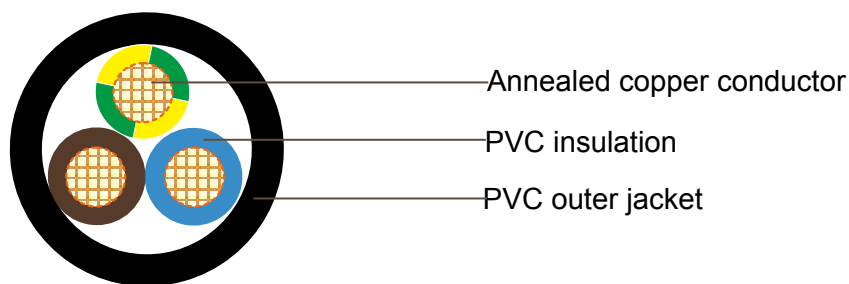 Annealed copper conductor
PVC insulation
PVC outer jacket